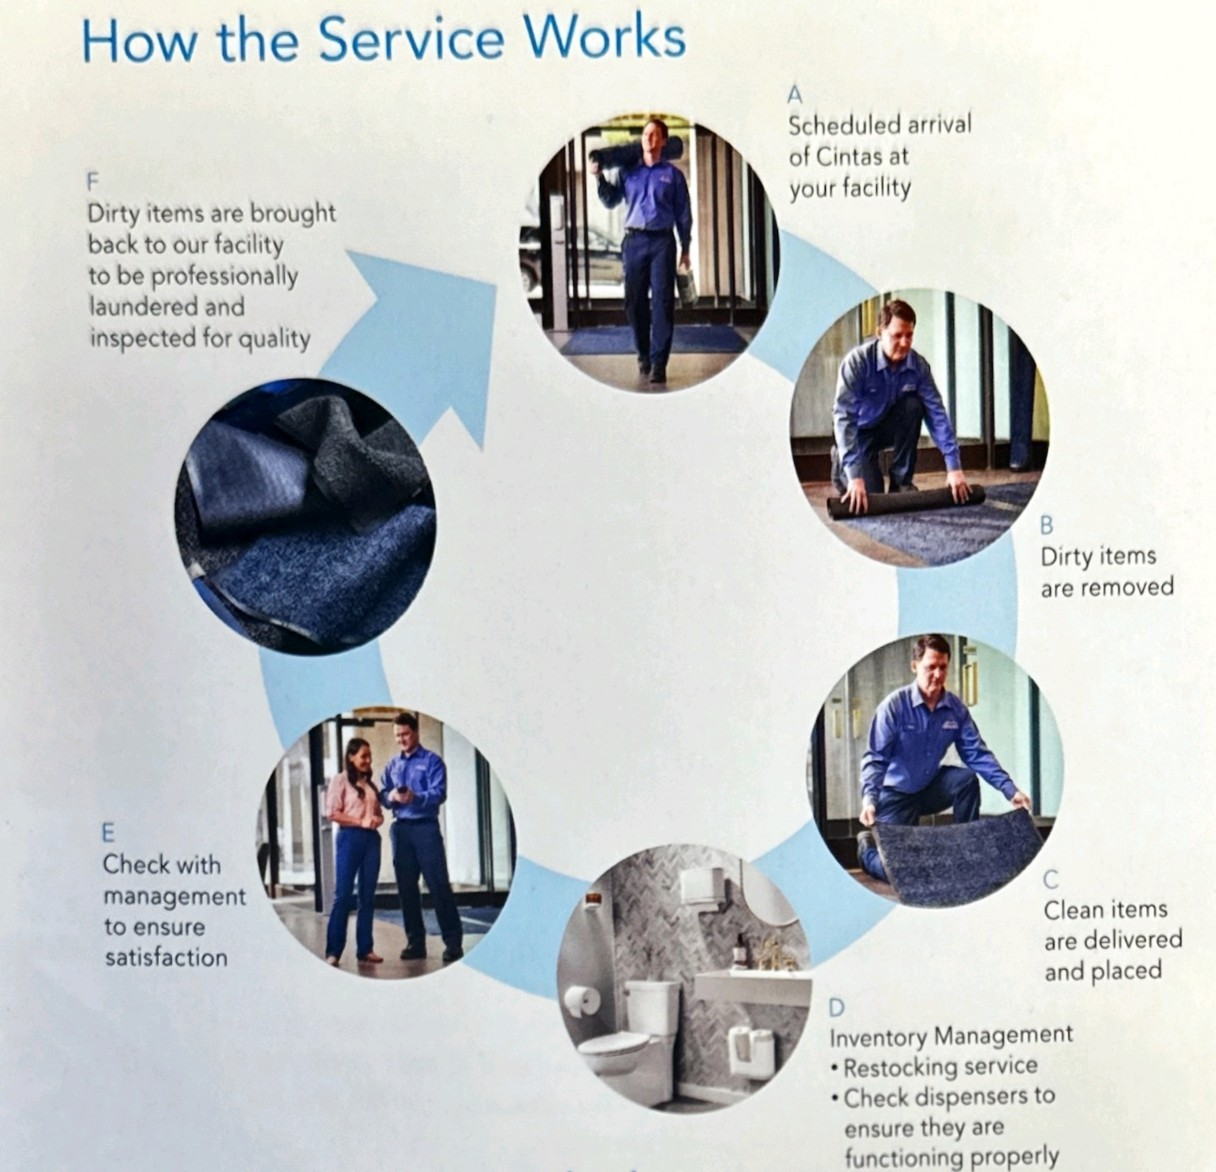 How the Service Works
A
Scheduled arrival
of Cintas at
your facility
B
Dirty items
are removed
C
Clean items
are delivered
and placed
D
Inventory Management
• Restocking service
• Check dispensers to
ensure they are
functioning properly
E
Check with
management
to ensure
satisfaction
F
Dirty items are brought
back to our facility
to be professionally
laundered and
inspected for quality